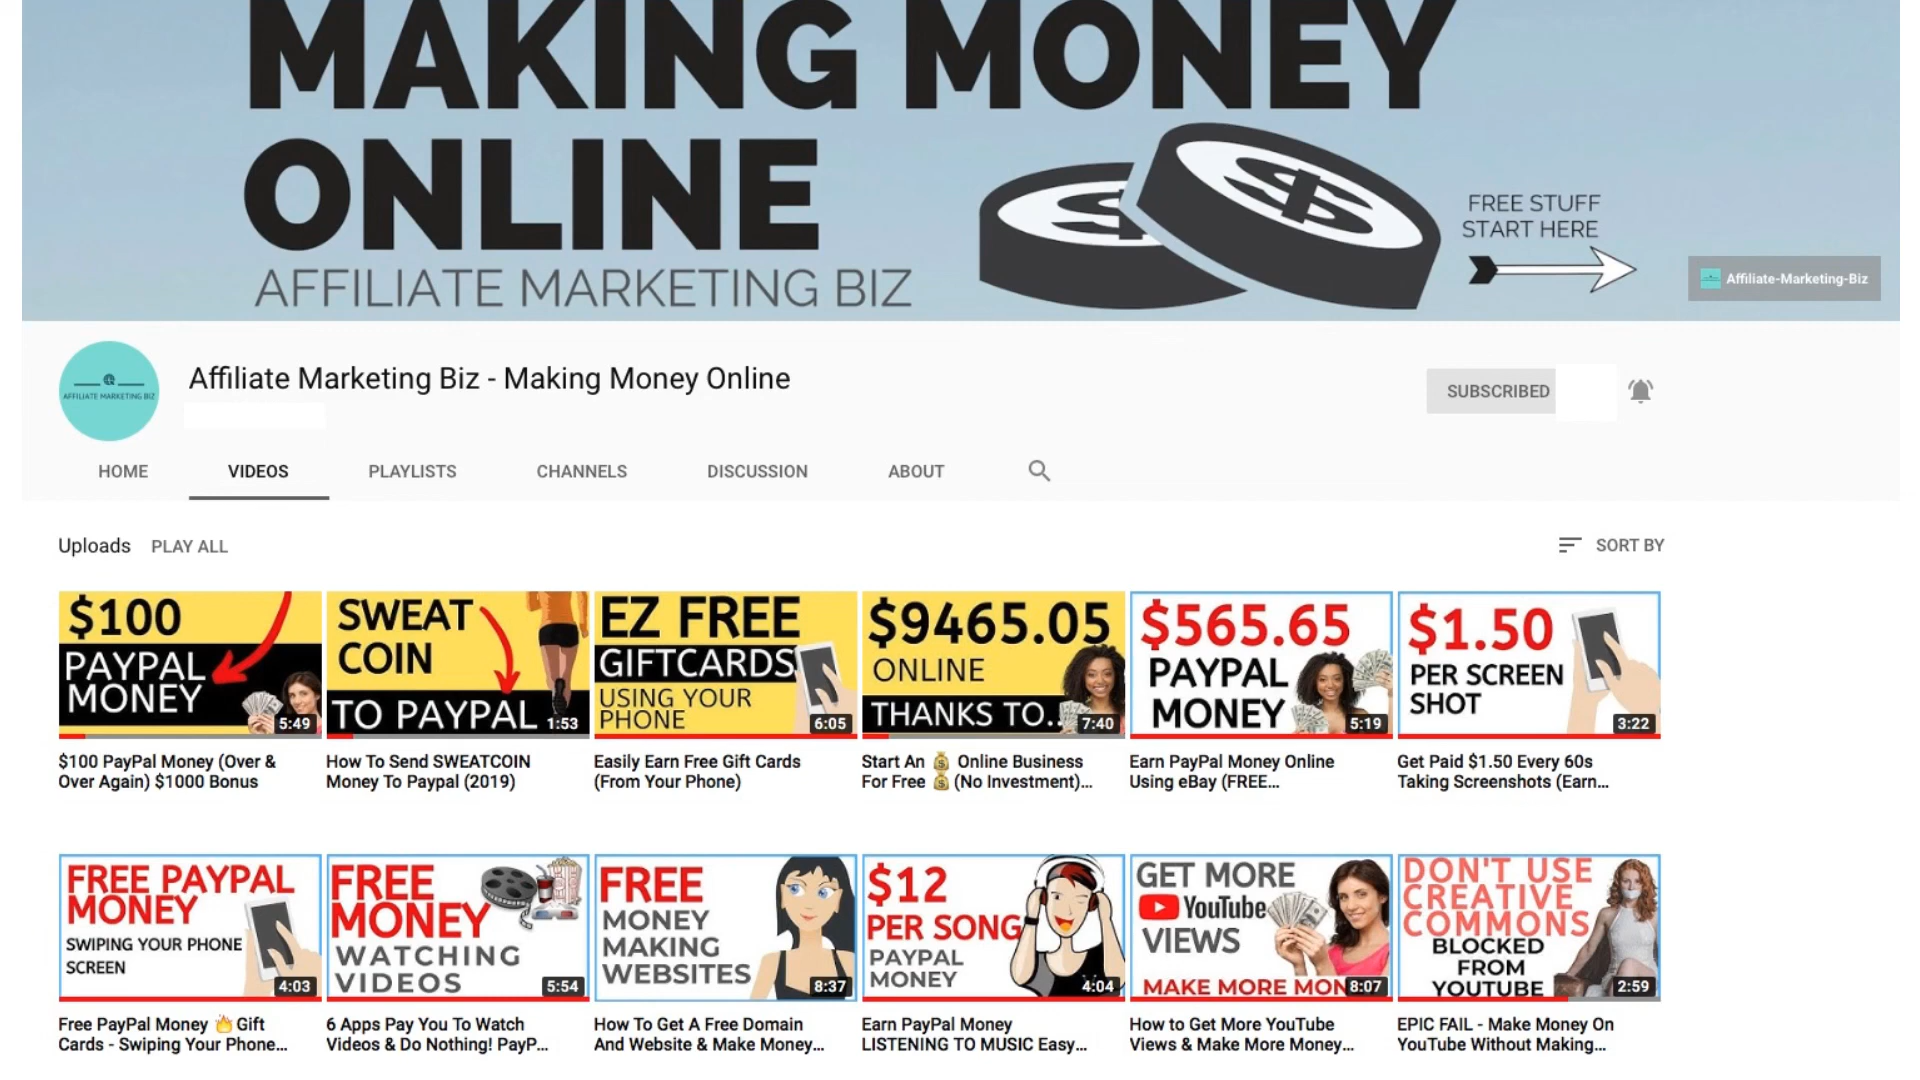 MAKING MONEY
ONLINE
AFFILIATE MARKETING BIZ
FREE STUFF
START HERE
Affiliate-Marketing-Biz
AFFILIATE MARKETING BIZ
Affiliate Marketing Biz - Making Money Online
SUBSCRIBED
HOME VIDEOS PLAYLISTS CHANNELS DISCUSSION ABOUT
Uploads PLAY ALL
SORT BY
$100
PAYPAL
MONEY
5:49
$100 PayPal Money (Over &
Over Again) $1000 Bonus
SWEAT
COIN
TO PAYPAL
1:53
How To Send SWEATCOIN
Money To Paypal (2019)
EZ FREE
GIFTCARDS
USING YOUR
PHONE
6:05
Easily Earn Free Gift Cards
(From Your Phone)
$9465.05
ONLINE
THANKS TO..
7:40
Start An 💰 Online Business
For Free 💰 (No Investment)...
$565.65
PAYPAL
MONEY
5:19
Earn PayPal Money Online
Using eBay (FREE...
$1.50
PER SCREEN
SHOT
3:22
Get Paid $1.50 Every 60s
Taking Screenshots (Earn...
FREE PAYPAL
MONEY
SWIPING YOUR PHONE
SCREEN
4:03
Free PayPal Money 🔥 Gift
Cards - Swiping Your Phone...
FREE
MONEY
WATCHING
VIDEOS
5:54
6 Apps Pay You To Watch
Videos & Do Nothing! PayP...
FREE
MONEY
MAKING
WEBSITES
8:37
How To Get A Free Domain
And Website & Make Money...
$12
PER SONG
PAYPAL
MONEY
4:04
Earn PayPal Money
LISTENING TO MUSIC Easy...
GET MORE
YouTube
VIEWS
MAKE MORE MON
8:07
How to Get More YouTube
Views & Make More Money...
DON'T USE
CREATIVE
COMMONS
BLOCKED
FROM
YOUTUBE
2:59
EPIC FAIL - Make Money On
YouTube Without Making...